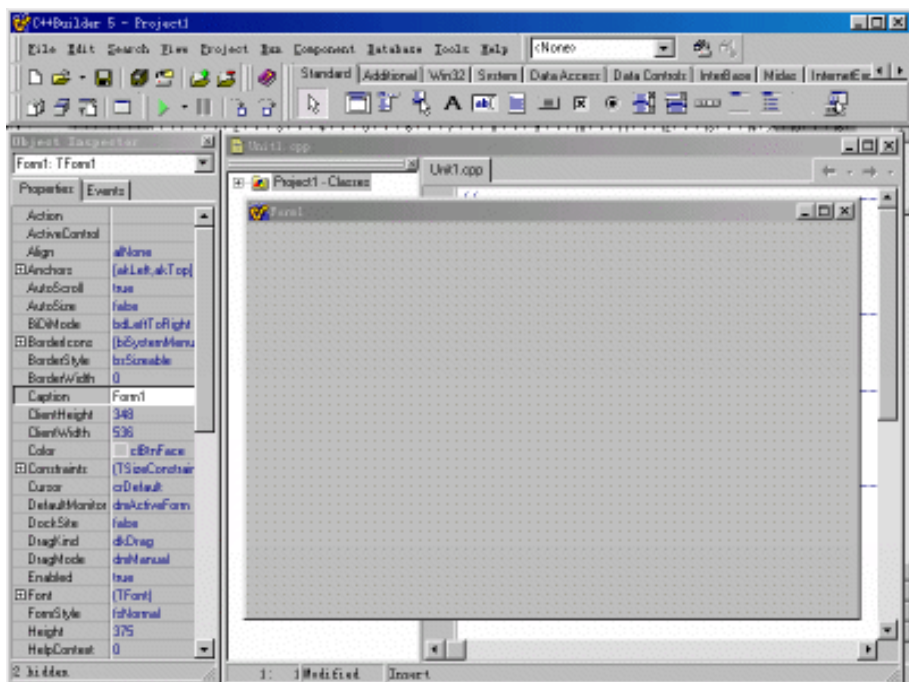 C++Builder 5 - Project1
File Edit Search View Project Run Component Database Tools Help <None>
Standard Additional Win32 System Data Access Data Controls InterBase Midas
Object Inspector
Unit1.cpp
Form1: TForm1
Unit1.cpp
Project1 - Classes
Properties Events
Form1
Action
ActiveControl
Align alNone
Anchors [akLeft,akTop]
AutoScroll true
AutoSize false
BiDiMode bdLeftToRight
BorderIcons [biSystemMenu
BorderStyle bsSizeable
BorderWidth 0
Caption Form1
ClientHeight 348
ClientWidth 536
Color clBtnFace
Constraints (TSizeConstrair
Cursor crDefault
DefaultMonitor dmActiveForm
DockSite false
DragKind dkDrag
DragMode dmManual
Enabled true
Font (TFont)
FormStyle fsNormal
Height 375
HelpContext 0
2 hidden
1: 1 Modified Insert